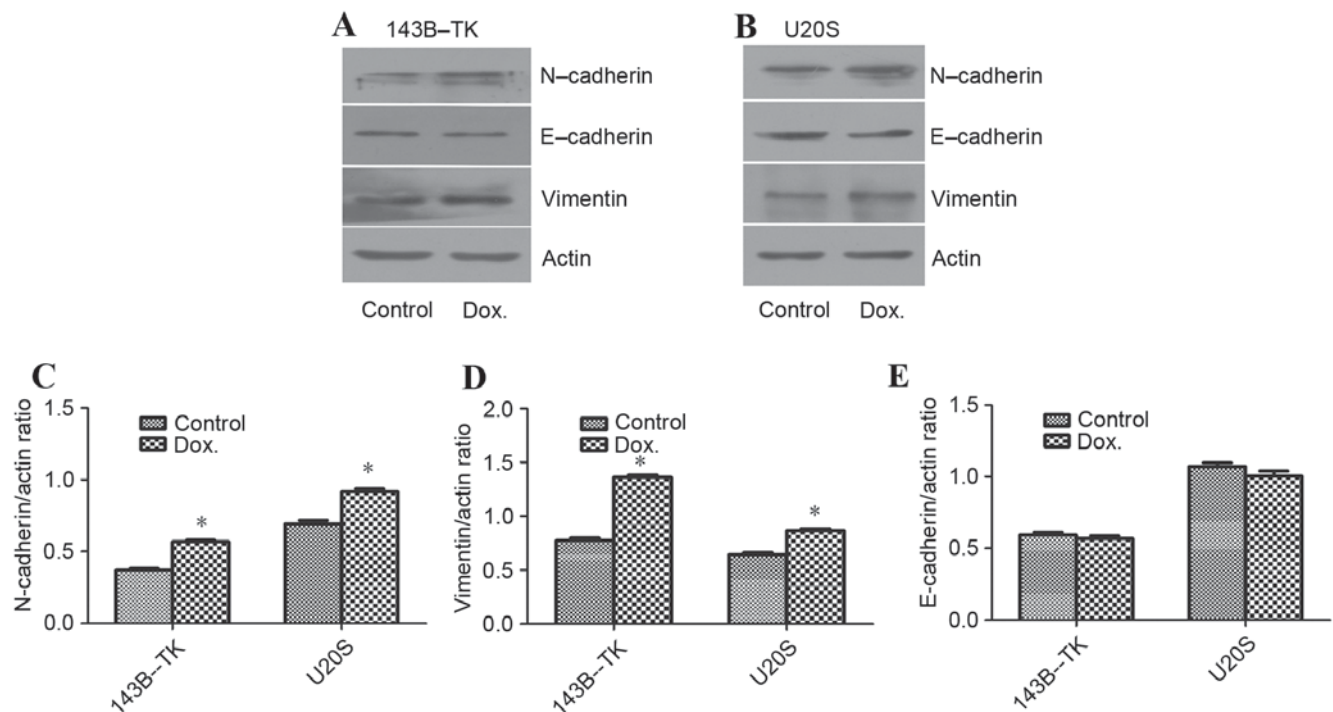 A
143B–TK
N–cadherin
E–cadherin
Vimentin
Actin
Control Dox.
B
U20S
N–cadherin
E–cadherin
Vimentin
Actin
Control Dox.
C
N-cadherin/actin ratio
1.5
1.0
0.5
0.0
Control
Dox.
*
*
143B--TK
U20S
D
Vimentin/actin ratio
2.0
1.5
1.0
0.5
0.0
Control
Dox.
*
*
143B--TK
U20S
E
E-cadherin/actin ratio
1.5
1.0
0.5
0.0
Control
Dox.
143B--TK
U20S